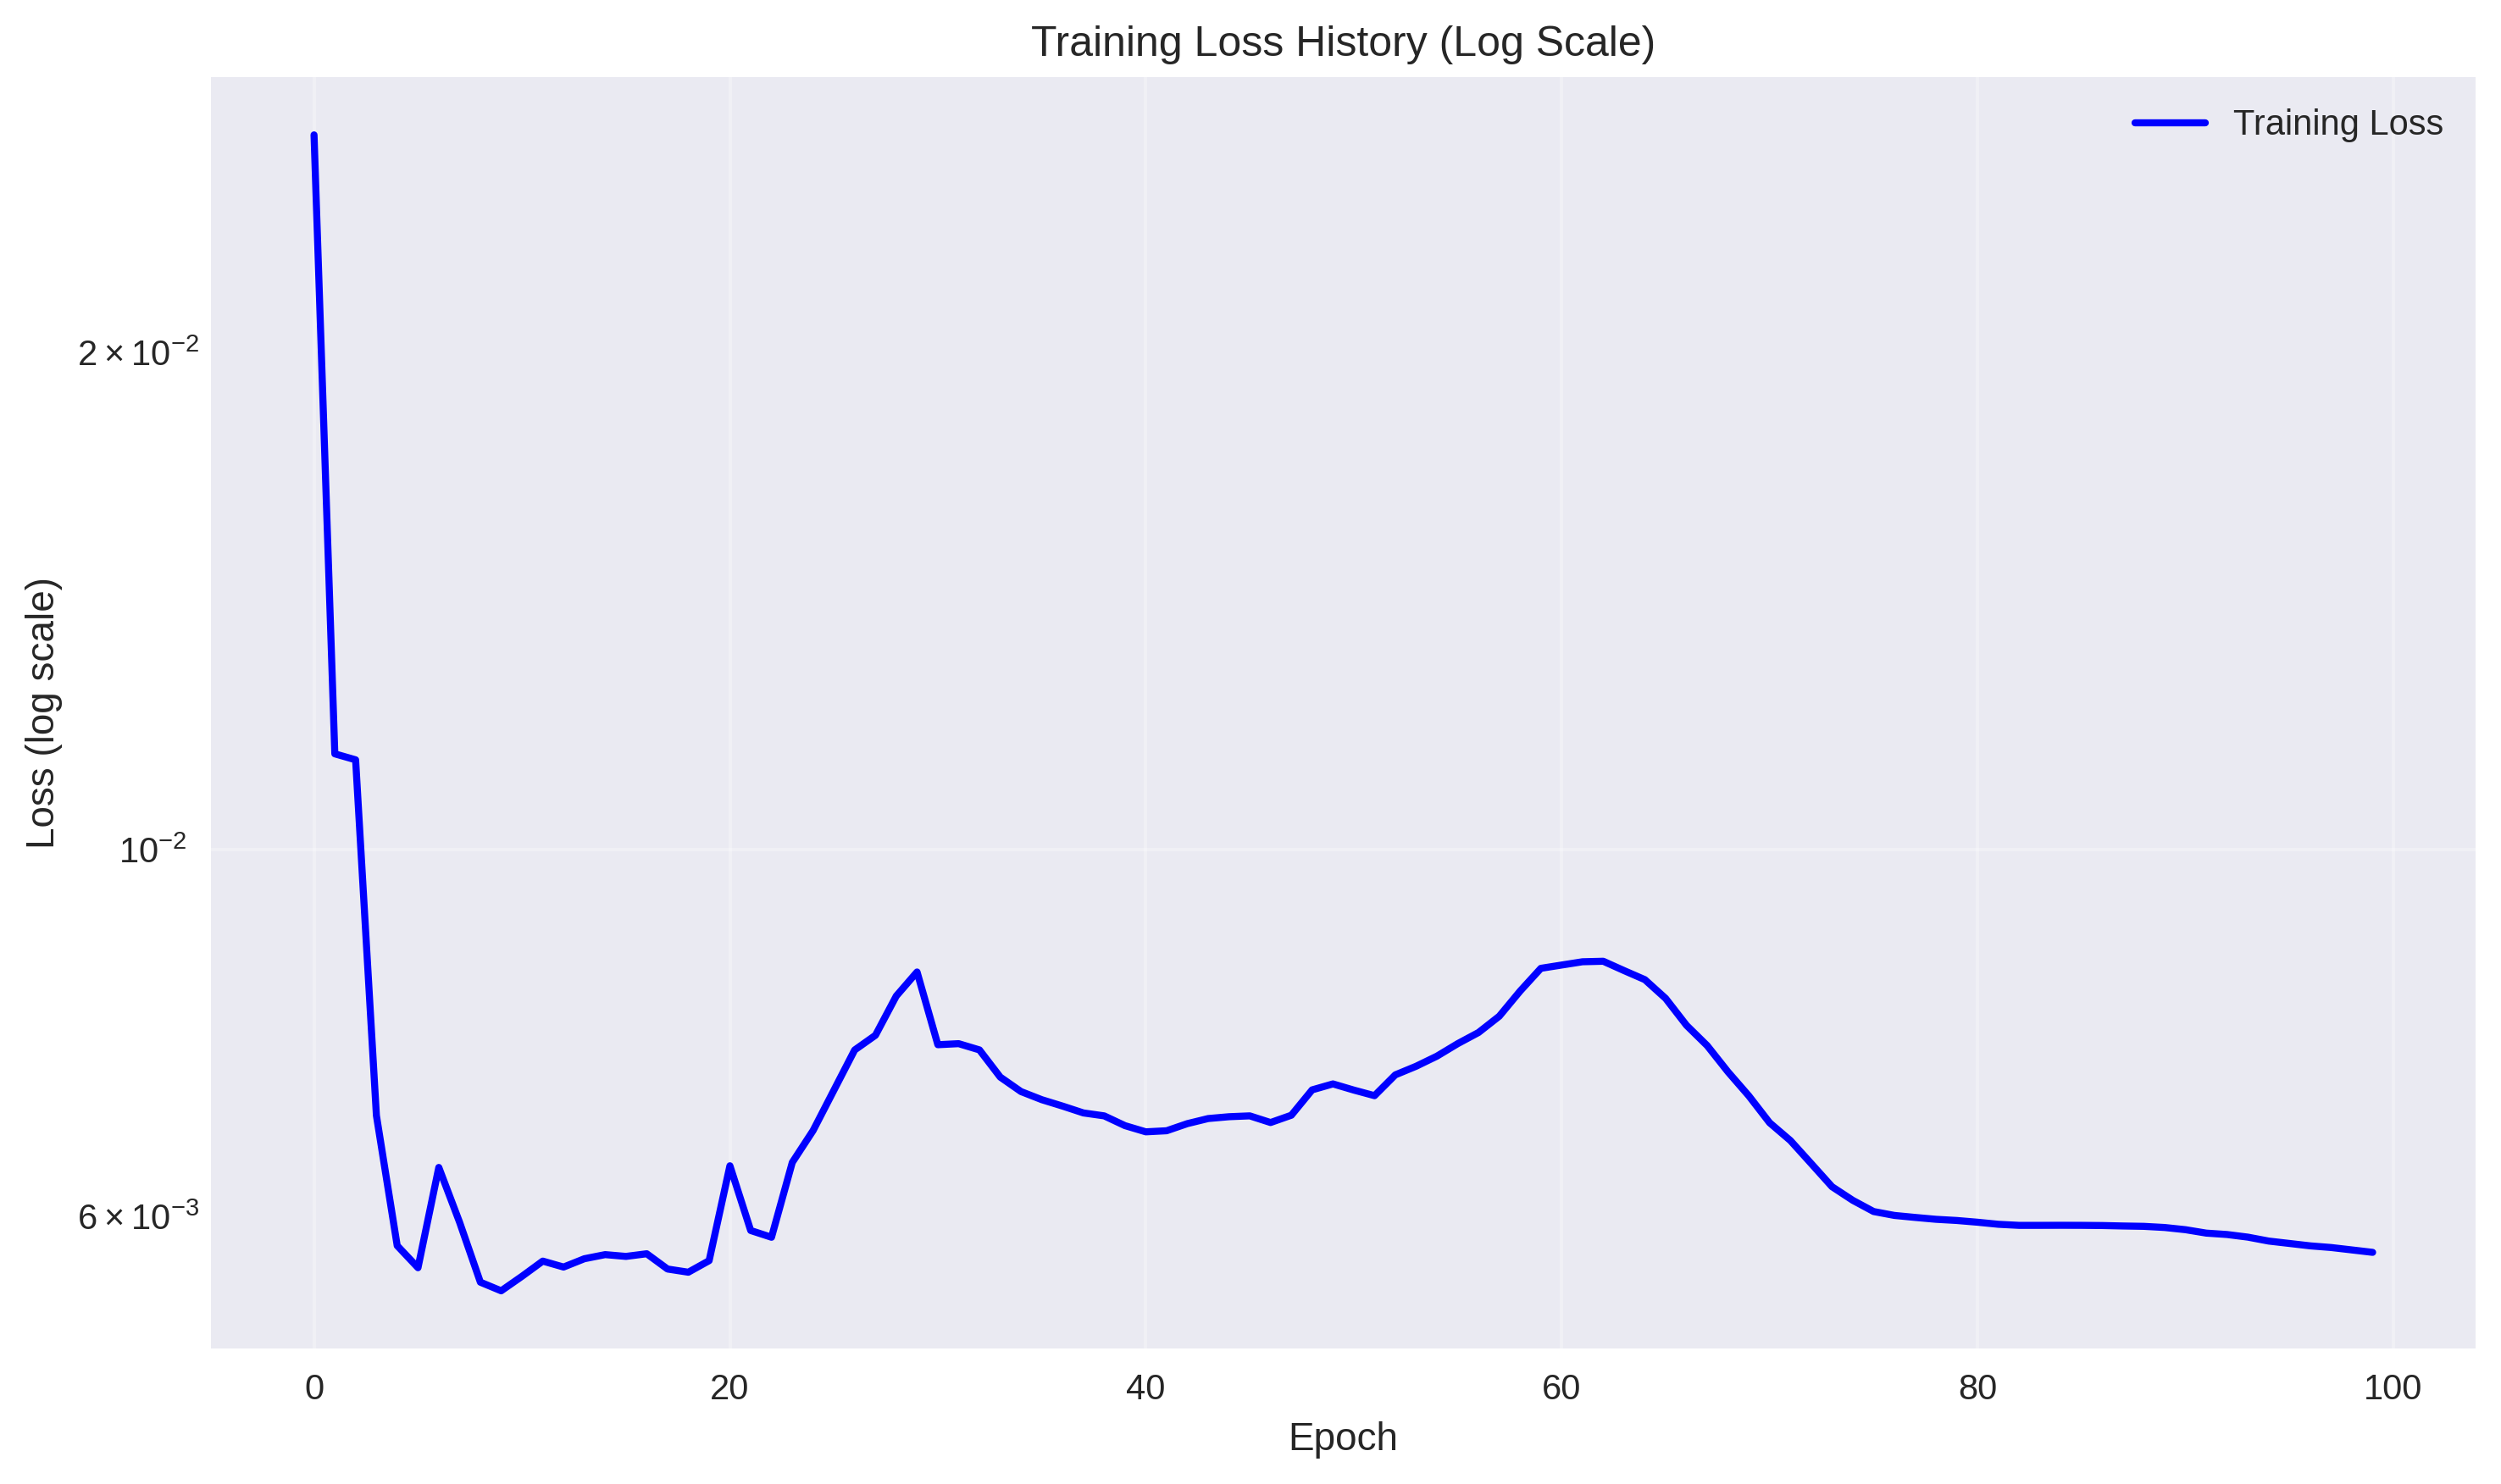 Training Loss History (Log Scale)
Training Loss
Loss (log scale)
2 × 10⁻²
10⁻²
6 × 10⁻³
0 20 40 60 80 100
Epoch